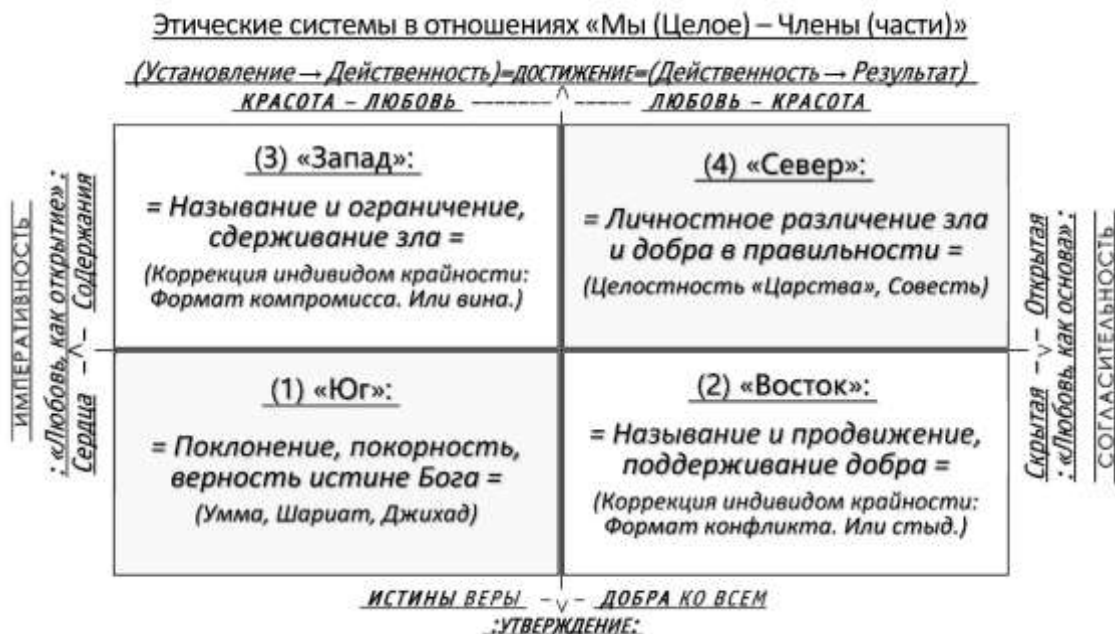 Этические системы в отношениях «Мы (Целое) – Члены (части)»
(Установление → Действенность)=ДОСТИЖЕНИЕ=(Действенность → Результат)
КРАСОТА – ЛЮБОВЬ ------- ^ ----- ЛЮБОВЬ – КРАСОТА
ИМПЕРАТИВНОСТЬ
:«Любовь, как открытие»:
Сердца -<- СоДержания
(3) «Запад»:
= Называние и ограничение,
сдерживание зла =
(Коррекция индивидом крайности:
Формат компромисса. Или вина.)
(4) «Север»:
= Личностное различение зла
и добра в правильности =
(Целостность «Царства», Совесть)
(1) «Юг»:
= Поклонение, покорность,
верность истине Бога =
(Умма, Шариат, Джихад)
(2) «Восток»:
= Называние и продвижение,
поддерживание добра =
(Коррекция индивидом крайности:
Формат конфликта. Или стыд.)
Скрытая -v- Открытая
:«Любовь, как основа»:
СОГЛАСИТЕЛЬНОСТЬ
ИСТИНЫ ВЕРЫ -v- ДОБРА КО ВСЕМ
:УТВЕРЖДЕНИЕ: